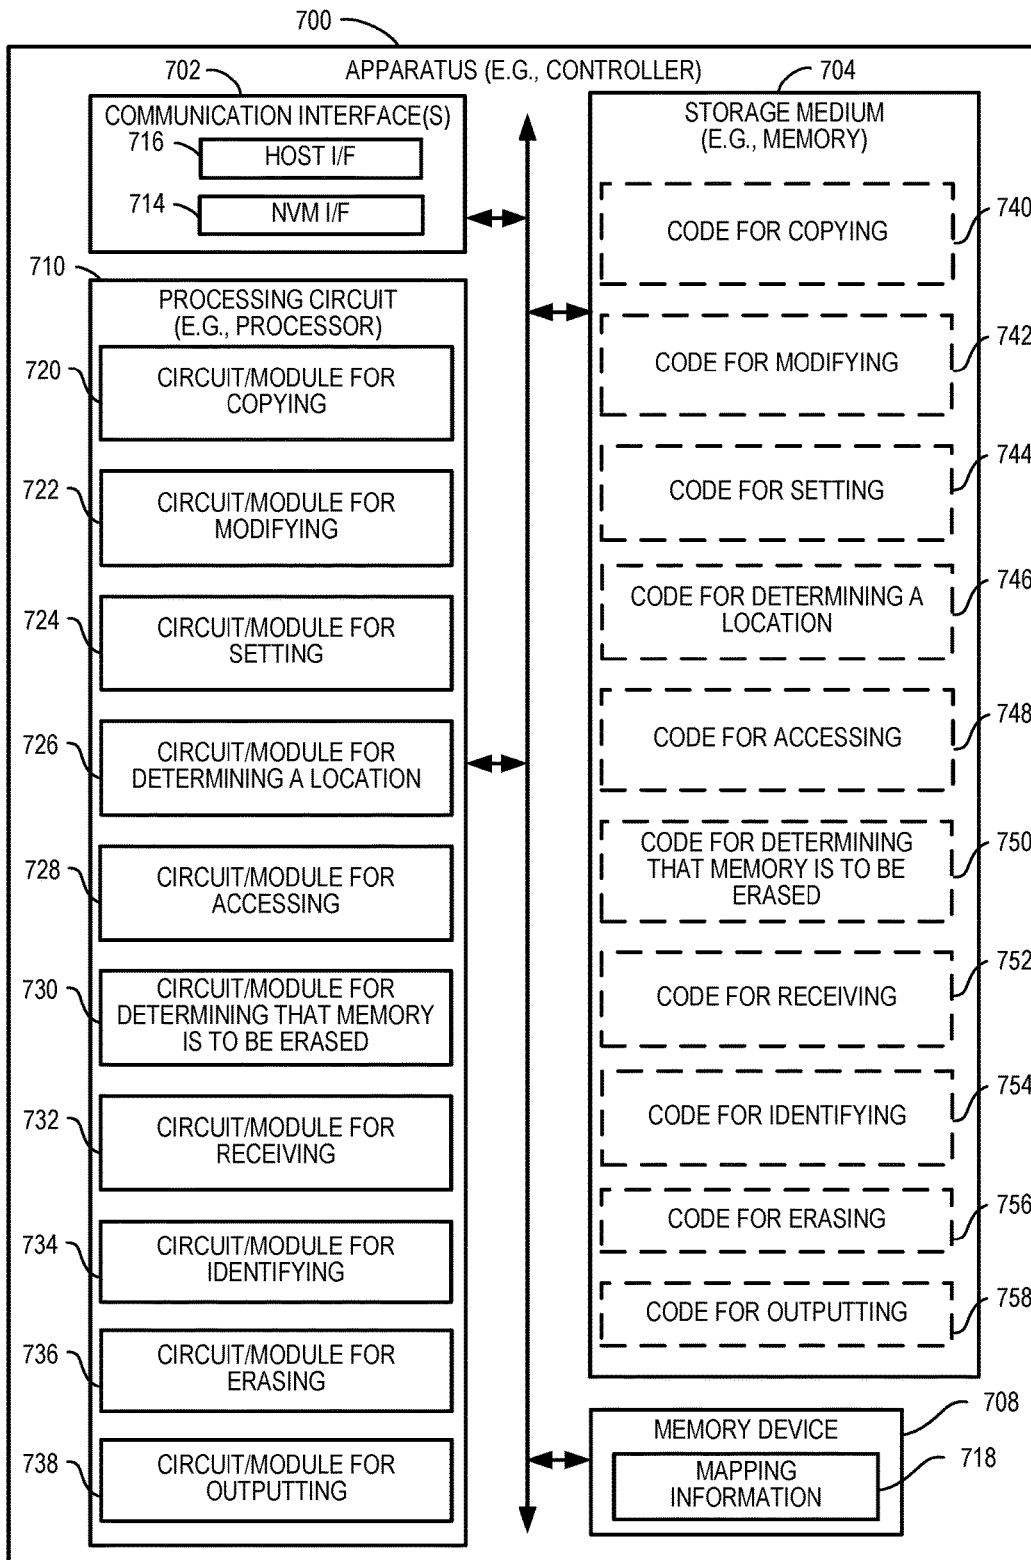 700
APPARATUS (E.G., CONTROLLER)
702
COMMUNICATION INTERFACE(S)
716
HOST I/F
714
NVM I/F
710
PROCESSING CIRCUIT
(E.G., PROCESSOR)
720
CIRCUIT/MODULE FOR
COPYING
722
CIRCUIT/MODULE FOR
MODIFYING
724
CIRCUIT/MODULE FOR
SETTING
726
CIRCUIT/MODULE FOR
DETERMINING A LOCATION
728
CIRCUIT/MODULE FOR
ACCESSING
730
CIRCUIT/MODULE FOR
DETERMINING THAT MEMORY
IS TO BE ERASED
732
CIRCUIT/MODULE FOR
RECEIVING
734
CIRCUIT/MODULE FOR
IDENTIFYING
736
CIRCUIT/MODULE FOR
ERASING
738
CIRCUIT/MODULE FOR
OUTPUTTING
704
STORAGE MEDIUM
(E.G., MEMORY)
CODE FOR COPYING
740
CODE FOR MODIFYING
742
CODE FOR SETTING
744
CODE FOR DETERMINING A
LOCATION
746
CODE FOR ACCESSING
748
CODE FOR DETERMINING
THAT MEMORY IS TO BE
ERASED
750
CODE FOR RECEIVING
752
CODE FOR IDENTIFYING
754
CODE FOR ERASING
756
CODE FOR OUTPUTTING
758
708
MEMORY DEVICE
MAPPING
INFORMATION
718